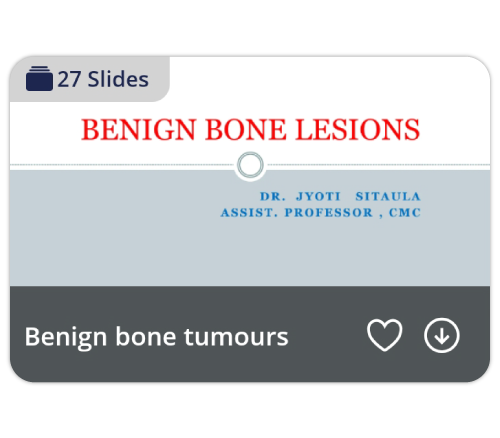 27 Slides
BENIGN BONE LESIONS
DR. JYOTI SITAULA
ASSIST. PROFESSOR , CMC
Benign bone tumours